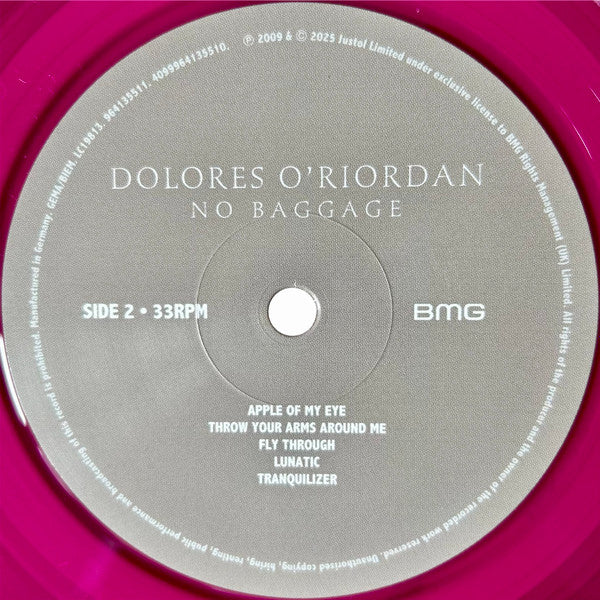 ℗ 2009 & © 2025 Justol Limited under exclusive license to BMG Rights Management (UK) Limited. All rights of the producer and the owner of the recorded work reserved. Unauthorised copying, hiring, renting, public performance and broadcasting of this record is prohibited. Manufactured in Germany. GEMA/BIEM. LC19813. 964135511. 4099964135510.
DOLORES O'RIORDAN
NO BAGGAGE
SIDE 2 • 33RPM
BMG
APPLE OF MY EYE
THROW YOUR ARMS AROUND ME
FLY THROUGH
LUNATIC
TRANQUILIZER